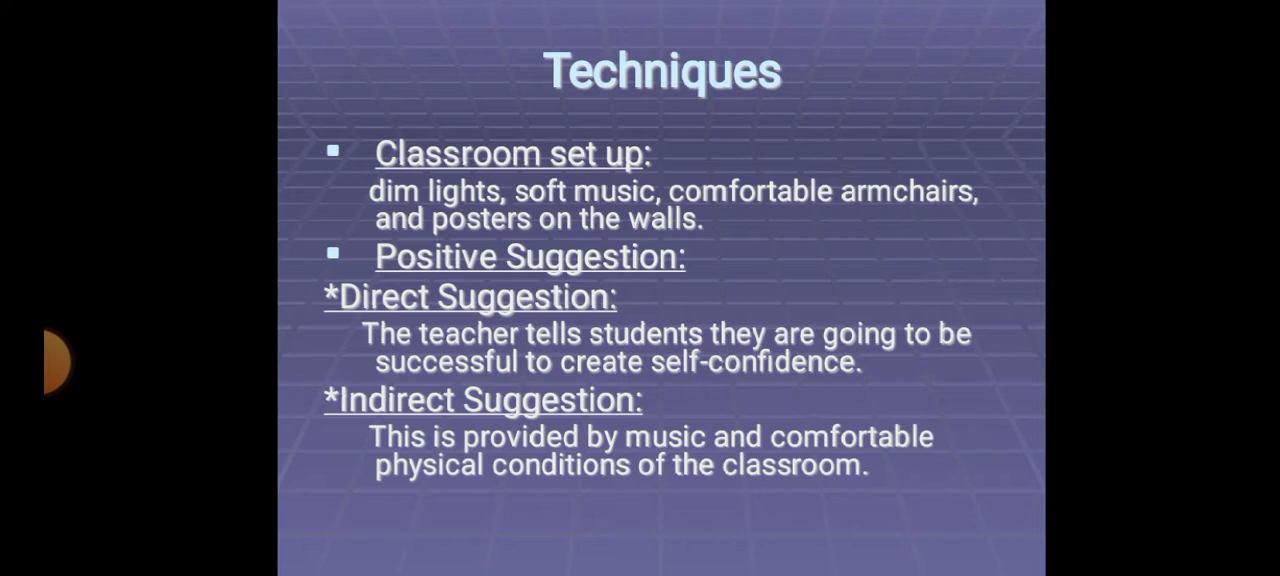 Techniques
Classroom set up:
dim lights, soft music, comfortable armchairs,
and posters on the walls.
Positive Suggestion:
*Direct Suggestion:
The teacher tells students they are going to be
successful to create self-confidence.
*Indirect Suggestion:
This is provided by music and comfortable
physical conditions of the classroom.